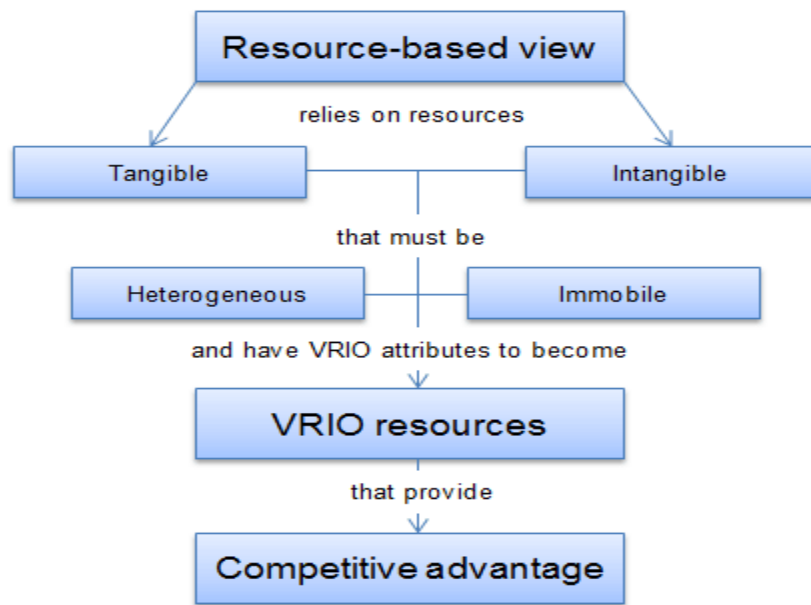 Resource-based view
relies on resources
Tangible
Intangible
that must be
Heterogeneous
Immobile
and have VRIO attributes to become
VRIO resources
that provide
Competitive advantage